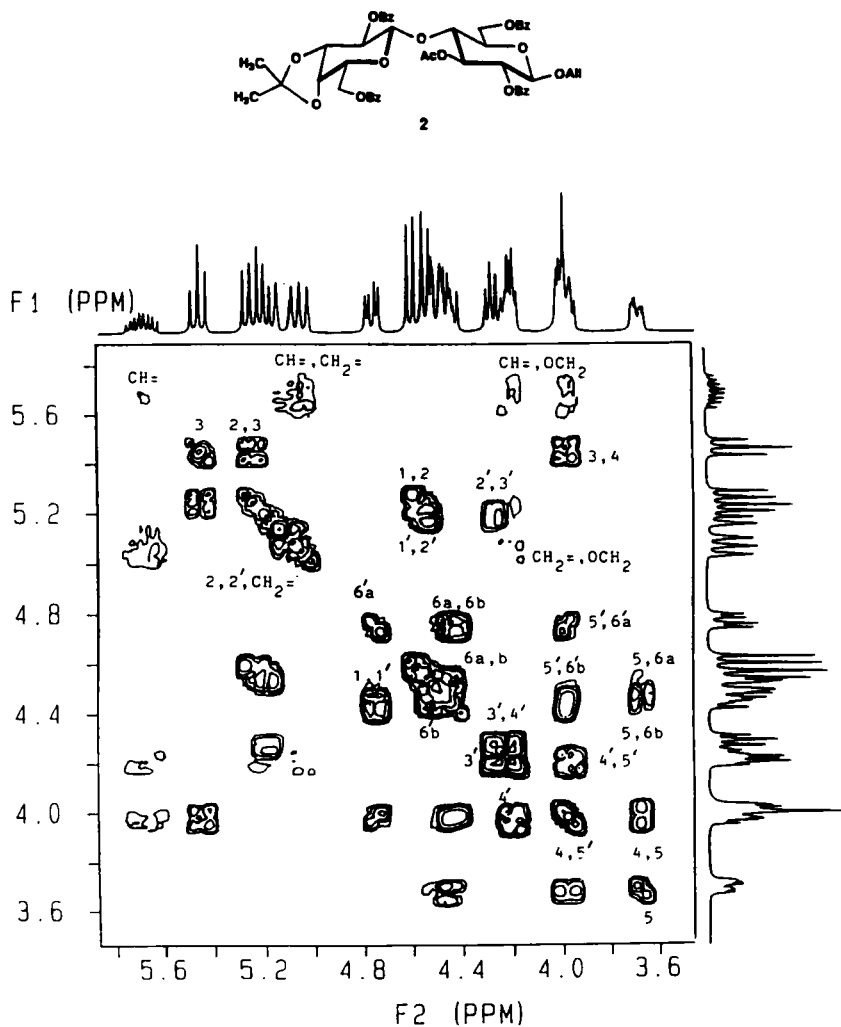 OBz
OBz
O
O
O
H₃C
O
AcO
OAll
H₃C
O
OBz
OBz
2
F1 (PPM)
CH=
CH=,CH₂=
CH=,OCH₂
5.6
3
2,3
3,4
1,2
2',3'
5.2
1',2'
CH₂=,OCH₂
2,2',CH₂=
4.8
6'a
6a,6b
5',6'a
6a,b
5',6'b
5,6a
1,1'
4.4
6'b
3',4'
5,6b
3'
4',5'
4'
4.0
4,5'
4,5
3.6
5
5.6 5.2 4.8 4.4 4.0 3.6
F2 (PPM)